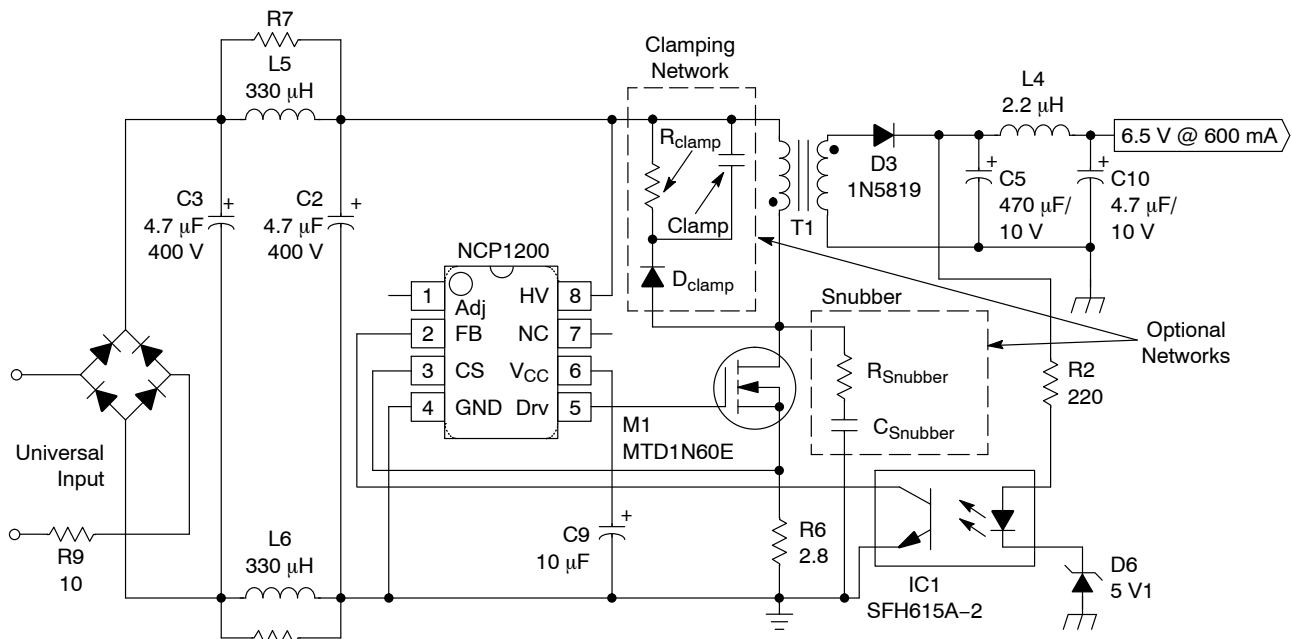 R7
L5
330 μH
Clamping
Network
L4
2.2 μH
6.5 V @ 600 mA
Rclamp
Clamp
Dclamp
T1
D3
1N5819
C5
470 μF/
10 V
C10
4.7 μF/
10 V
C3
4.7 μF
400 V
C2
4.7 μF
400 V
+
+
+
+
NCP1200
1
Adj
HV
8
2
FB
NC
7
3
CS
VCC
6
4
GND
Drv
5
Snubber
RSnubber
CSnubber
Optional
Networks
R2
220
M1
MTD1N60E
Universal
Input
R9
10
L6
330 μH
C9
10 μF
+
R6
2.8
IC1
SFH615A−2
D6
5 V1